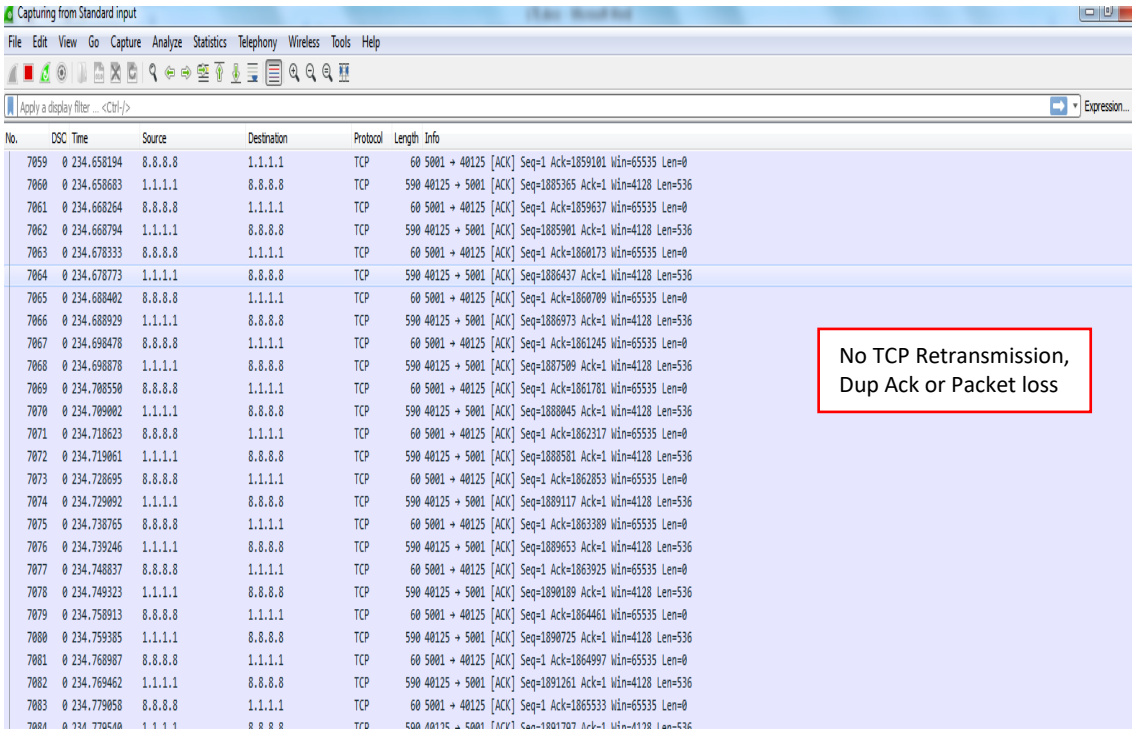 Capturing from Standard input
File Edit View Go Capture Analyze Statistics Telephony Wireless Tools Help
Apply a display filter ... <Ctrl-/> Expression...
No. DSC Time Source Destination Protocol Length Info
7059 0 234.658194 8.8.8.8 1.1.1.1 TCP 60 5001 → 40125 [ACK] Seq=1 Ack=1859101 Win=65535 Len=0
7060 0 234.658683 1.1.1.1 8.8.8.8 TCP 590 40125 → 5001 [ACK] Seq=1885365 Ack=1 Win=4128 Len=536
7061 0 234.668264 8.8.8.8 1.1.1.1 TCP 60 5001 → 40125 [ACK] Seq=1 Ack=1859637 Win=65535 Len=0
7062 0 234.668794 1.1.1.1 8.8.8.8 TCP 590 40125 → 5001 [ACK] Seq=1885901 Ack=1 Win=4128 Len=536
7063 0 234.678333 8.8.8.8 1.1.1.1 TCP 60 5001 → 40125 [ACK] Seq=1 Ack=1860173 Win=65535 Len=0
7064 0 234.678773 1.1.1.1 8.8.8.8 TCP 590 40125 → 5001 [ACK] Seq=1886437 Ack=1 Win=4128 Len=536
7065 0 234.688402 8.8.8.8 1.1.1.1 TCP 60 5001 → 40125 [ACK] Seq=1 Ack=1860709 Win=65535 Len=0
7066 0 234.688929 1.1.1.1 8.8.8.8 TCP 590 40125 → 5001 [ACK] Seq=1886973 Ack=1 Win=4128 Len=536
7067 0 234.698478 8.8.8.8 1.1.1.1 TCP 60 5001 → 40125 [ACK] Seq=1 Ack=1861245 Win=65535 Len=0
7068 0 234.698878 1.1.1.1 8.8.8.8 TCP 590 40125 → 5001 [ACK] Seq=1887509 Ack=1 Win=4128 Len=536
7069 0 234.708550 8.8.8.8 1.1.1.1 TCP 60 5001 → 40125 [ACK] Seq=1 Ack=1861781 Win=65535 Len=0
7070 0 234.709002 1.1.1.1 8.8.8.8 TCP 590 40125 → 5001 [ACK] Seq=1888045 Ack=1 Win=4128 Len=536
7071 0 234.718623 8.8.8.8 1.1.1.1 TCP 60 5001 → 40125 [ACK] Seq=1 Ack=1862317 Win=65535 Len=0
7072 0 234.719061 1.1.1.1 8.8.8.8 TCP 590 40125 → 5001 [ACK] Seq=1888581 Ack=1 Win=4128 Len=536
7073 0 234.728695 8.8.8.8 1.1.1.1 TCP 60 5001 → 40125 [ACK] Seq=1 Ack=1862853 Win=65535 Len=0
7074 0 234.729092 1.1.1.1 8.8.8.8 TCP 590 40125 → 5001 [ACK] Seq=1889117 Ack=1 Win=4128 Len=536
7075 0 234.738765 8.8.8.8 1.1.1.1 TCP 60 5001 → 40125 [ACK] Seq=1 Ack=1863389 Win=65535 Len=0
7076 0 234.739246 1.1.1.1 8.8.8.8 TCP 590 40125 → 5001 [ACK] Seq=1889653 Ack=1 Win=4128 Len=536
7077 0 234.748837 8.8.8.8 1.1.1.1 TCP 60 5001 → 40125 [ACK] Seq=1 Ack=1863925 Win=65535 Len=0
7078 0 234.749323 1.1.1.1 8.8.8.8 TCP 590 40125 → 5001 [ACK] Seq=1890189 Ack=1 Win=4128 Len=536
7079 0 234.758913 8.8.8.8 1.1.1.1 TCP 60 5001 → 40125 [ACK] Seq=1 Ack=1864461 Win=65535 Len=0
7080 0 234.759385 1.1.1.1 8.8.8.8 TCP 590 40125 → 5001 [ACK] Seq=1890725 Ack=1 Win=4128 Len=536
7081 0 234.768987 8.8.8.8 1.1.1.1 TCP 60 5001 → 40125 [ACK] Seq=1 Ack=1864997 Win=65535 Len=0
7082 0 234.769462 1.1.1.1 8.8.8.8 TCP 590 40125 → 5001 [ACK] Seq=1891261 Ack=1 Win=4128 Len=536
7083 0 234.779058 8.8.8.8 1.1.1.1 TCP 60 5001 → 40125 [ACK] Seq=1 Ack=1865533 Win=65535 Len=0
7084 0 234.779540 1.1.1.1 8.8.8.8 TCP 590 40125 → 5001 [ACK] Seq=1891797 Ack=1 Win=4128 Len=536
No TCP Retransmission,
Dup Ack or Packet loss